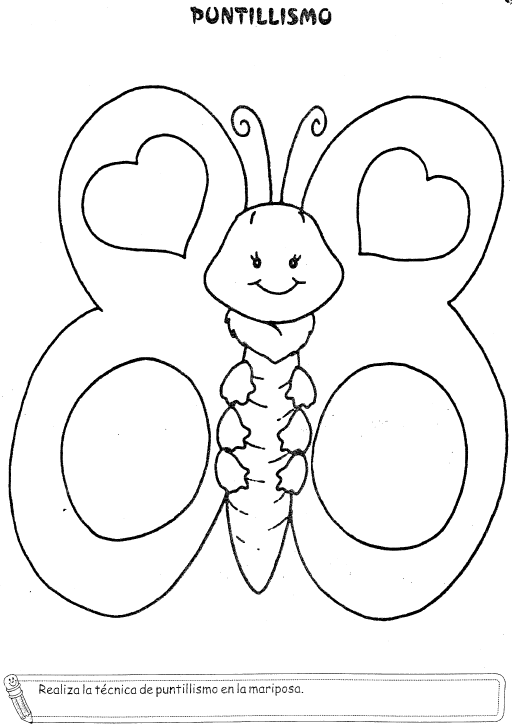 PUNTILLISMO
Realiza la técnica de puntillismo en la mariposa.